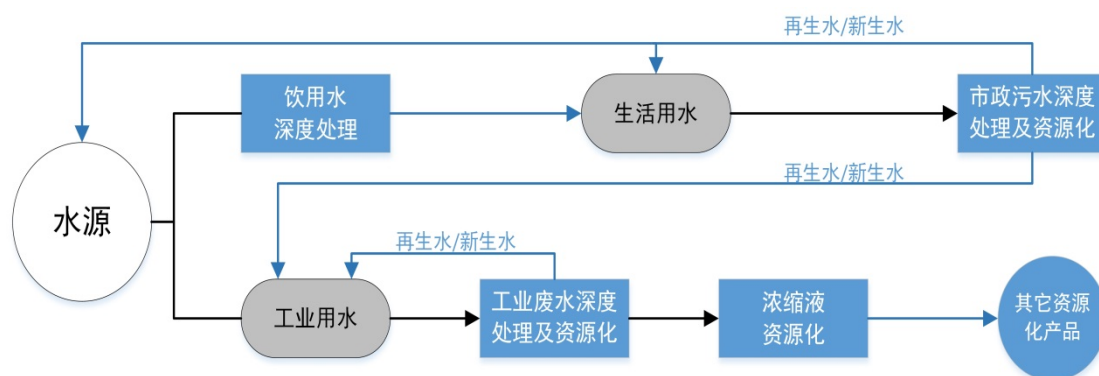 再生水/新生水
饮用水
深度处理
生活用水
市政污水深度
处理及资源化
水源
再生水/新生水
再生水/新生水
工业用水
工业废水深度
处理及资源化
浓缩液
资源化
其它资源
化产品